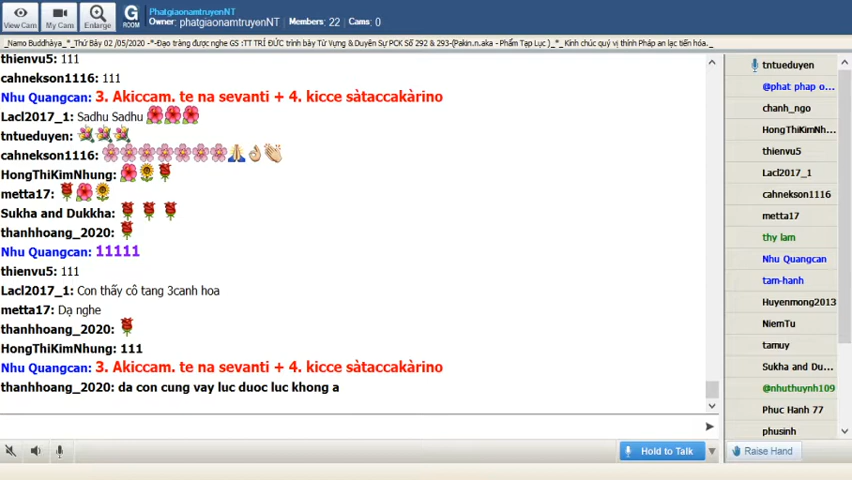 View Cam
My Cam
Enlarge
G
ROOM
PhatgiaonamtruyenNT
Owner: phatgiaonamtruyenNT Members: 22 Cams: 0
_Namo Buddhàya_*_Thứ Bảy 02 /05/2020 -*-Đạo tràng được nghe GS :TT TRÍ ĐỨC trình bày Từ Vựng & Duyên Sự PCK Số 292 & 293-(Pakin.n.aka - Phẩm Tạp Lục )_*_ Kính chúc quý vị thính Pháp an lạc tiến hóa._
thienvu5: 111
cahnekson1116: 111
Nhu Quangcan: 3. Akiccam. te na sevanti + 4. kicce sàtaccakàrino
Lacl2017_1: Sadhu Sadhu
tntueduyen:
cahnekson1116:
HongThiKimNhung:
metta17:
Sukha and Dukkha:
thanhhoang_2020:
Nhu Quangcan: 11111
thienvu5: 111
Lacl2017_1: Con thấy cô tang 3canh hoa
metta17: Dạ nghe
thanhhoang_2020:
HongThiKimNhung: 111
Nhu Quangcan: 3. Akiccam. te na sevanti + 4. kicce sàtaccakàrino
thanhhoang_2020: da con cung vay luc duoc luc khong a
Hold to Talk
tntueduyen
@phat phap o...
chanh_ngo
HongThiKimNh...
thienvu5
Lacl2017_1
cahnekson1116
metta17
thy lam
Nhu Quangcan
tam-hanh
Huyenmong2013
NiemTu
tamuy
Sukha and Du...
@nhuthuynh109
Phuc Hanh 77
phusinh
Raise Hand